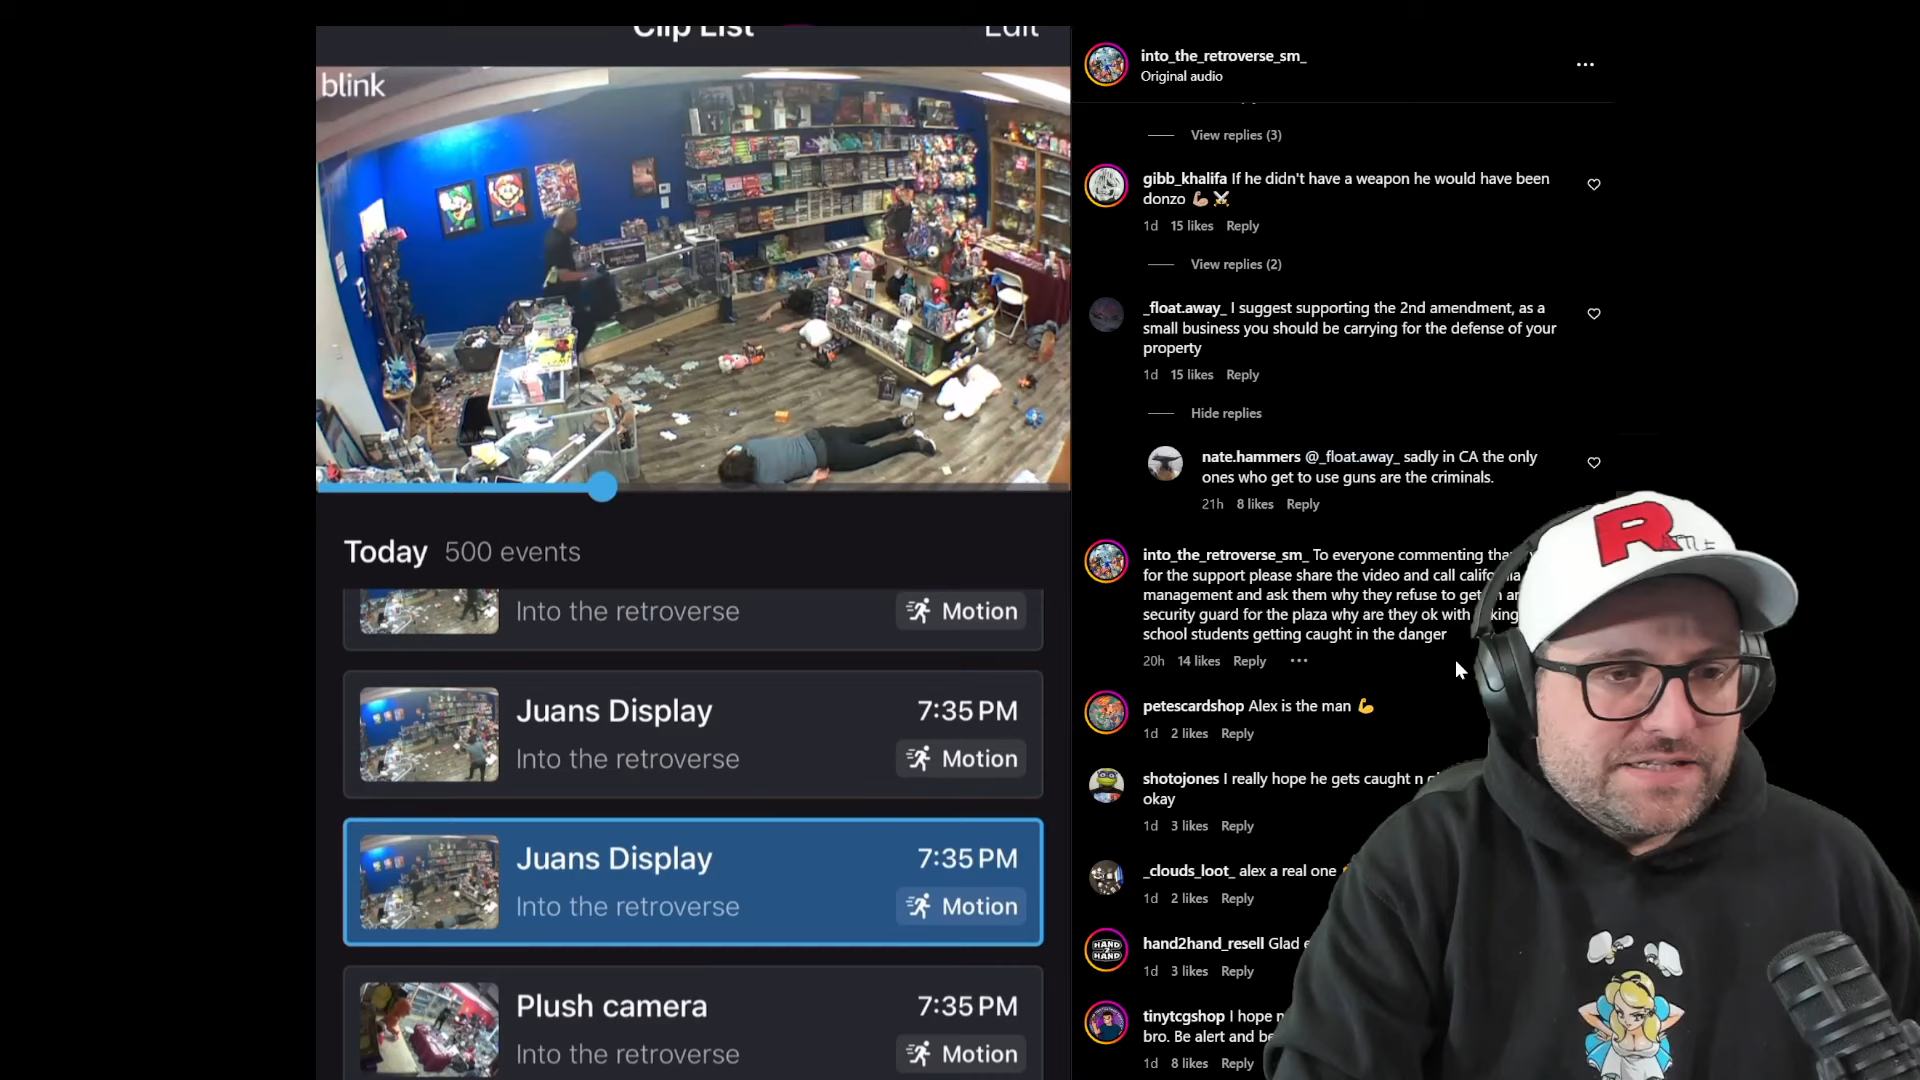 Clip List
Edit
blink
Today 500 events
Into the retroverse
Motion
Juans Display
7:35 PM
Into the retroverse
Motion
Juans Display
7:35 PM
Into the retroverse
Motion
Plush camera
7:35 PM
Into the retroverse
Motion
into_the_retroverse_sm_
Original audio
View replies (3)
gibb_khalifa If he didn't have a weapon he would have been
donzo 💪🏼 ⚔️
1d 15 likes Reply
View replies (2)
_float.away_ I suggest supporting the 2nd amendment, as a
small business you should be carrying for the defense of your
property
1d 15 likes Reply
Hide replies
nate.hammers @_float.away_ sadly in CA the only
ones who get to use guns are the criminals.
21h 8 likes Reply
into_the_retroverse_sm_ To everyone commenting
for the support please share the video and call
management and ask them why they refuse to get
security guard for the plaza why are they ok with
school students getting caught in the danger
20h 14 likes Reply
petescardshop Alex is the man 💪
1d 2 likes Reply
shotojones I really hope he gets caught n
okay
1d 3 likes Reply
_clouds_loot_ alex a real one
1d 2 likes Reply
HAND
2
HAND
hand2hand_resell Glad
1d 3 likes Reply
tinytcgshop I hope
bro. Be alert and
1d 8 likes Reply
R